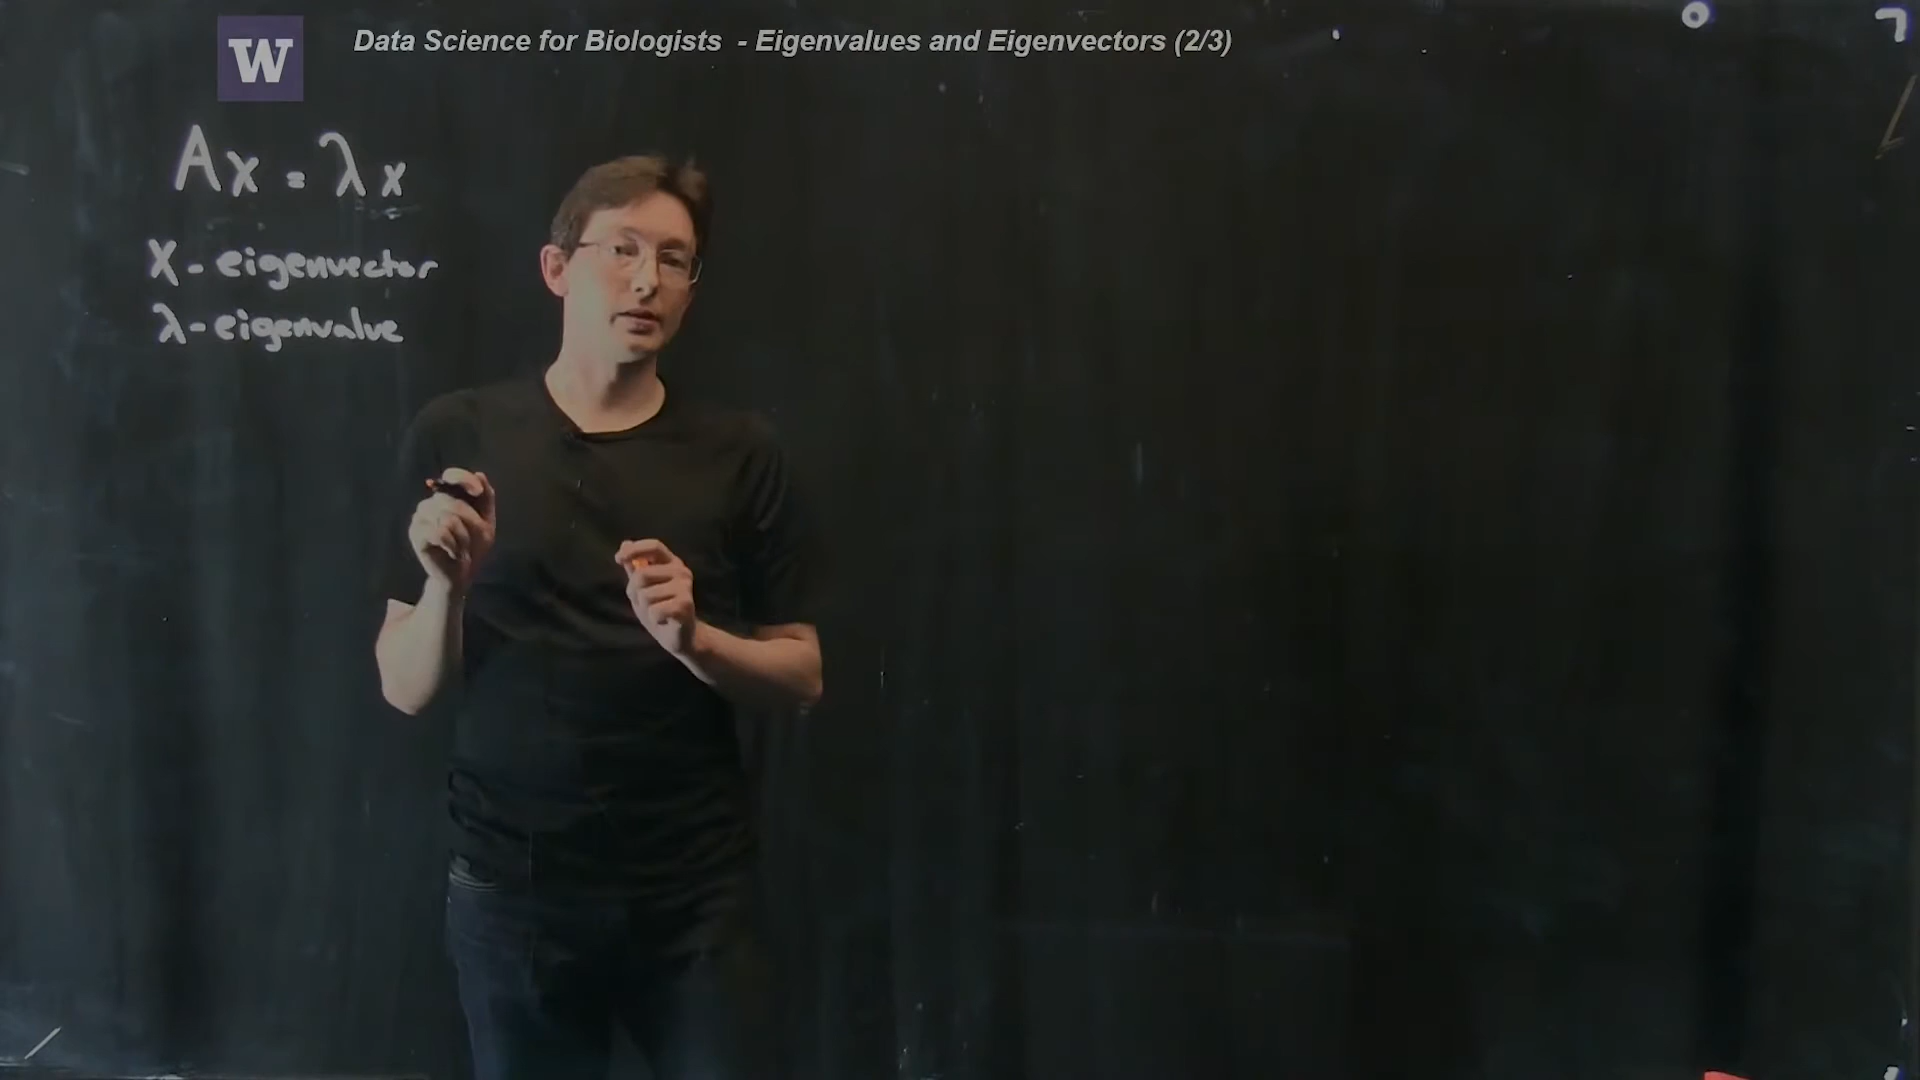 W
Data Science for Biologists - Eigenvalues and Eigenvectors (2/3)
Ax = λx
x - eigenvector
λ - eigenvalue